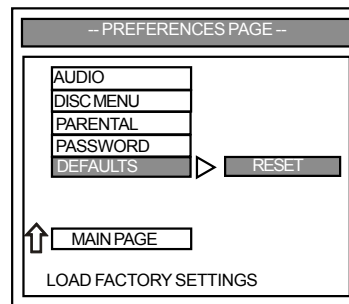 -- PREFERENCES PAGE --
AUDIO
DISC MENU
PARENTAL
PASSWORD
DEFAULTS RESET
MAIN PAGE
LOAD FACTORY SETTINGS